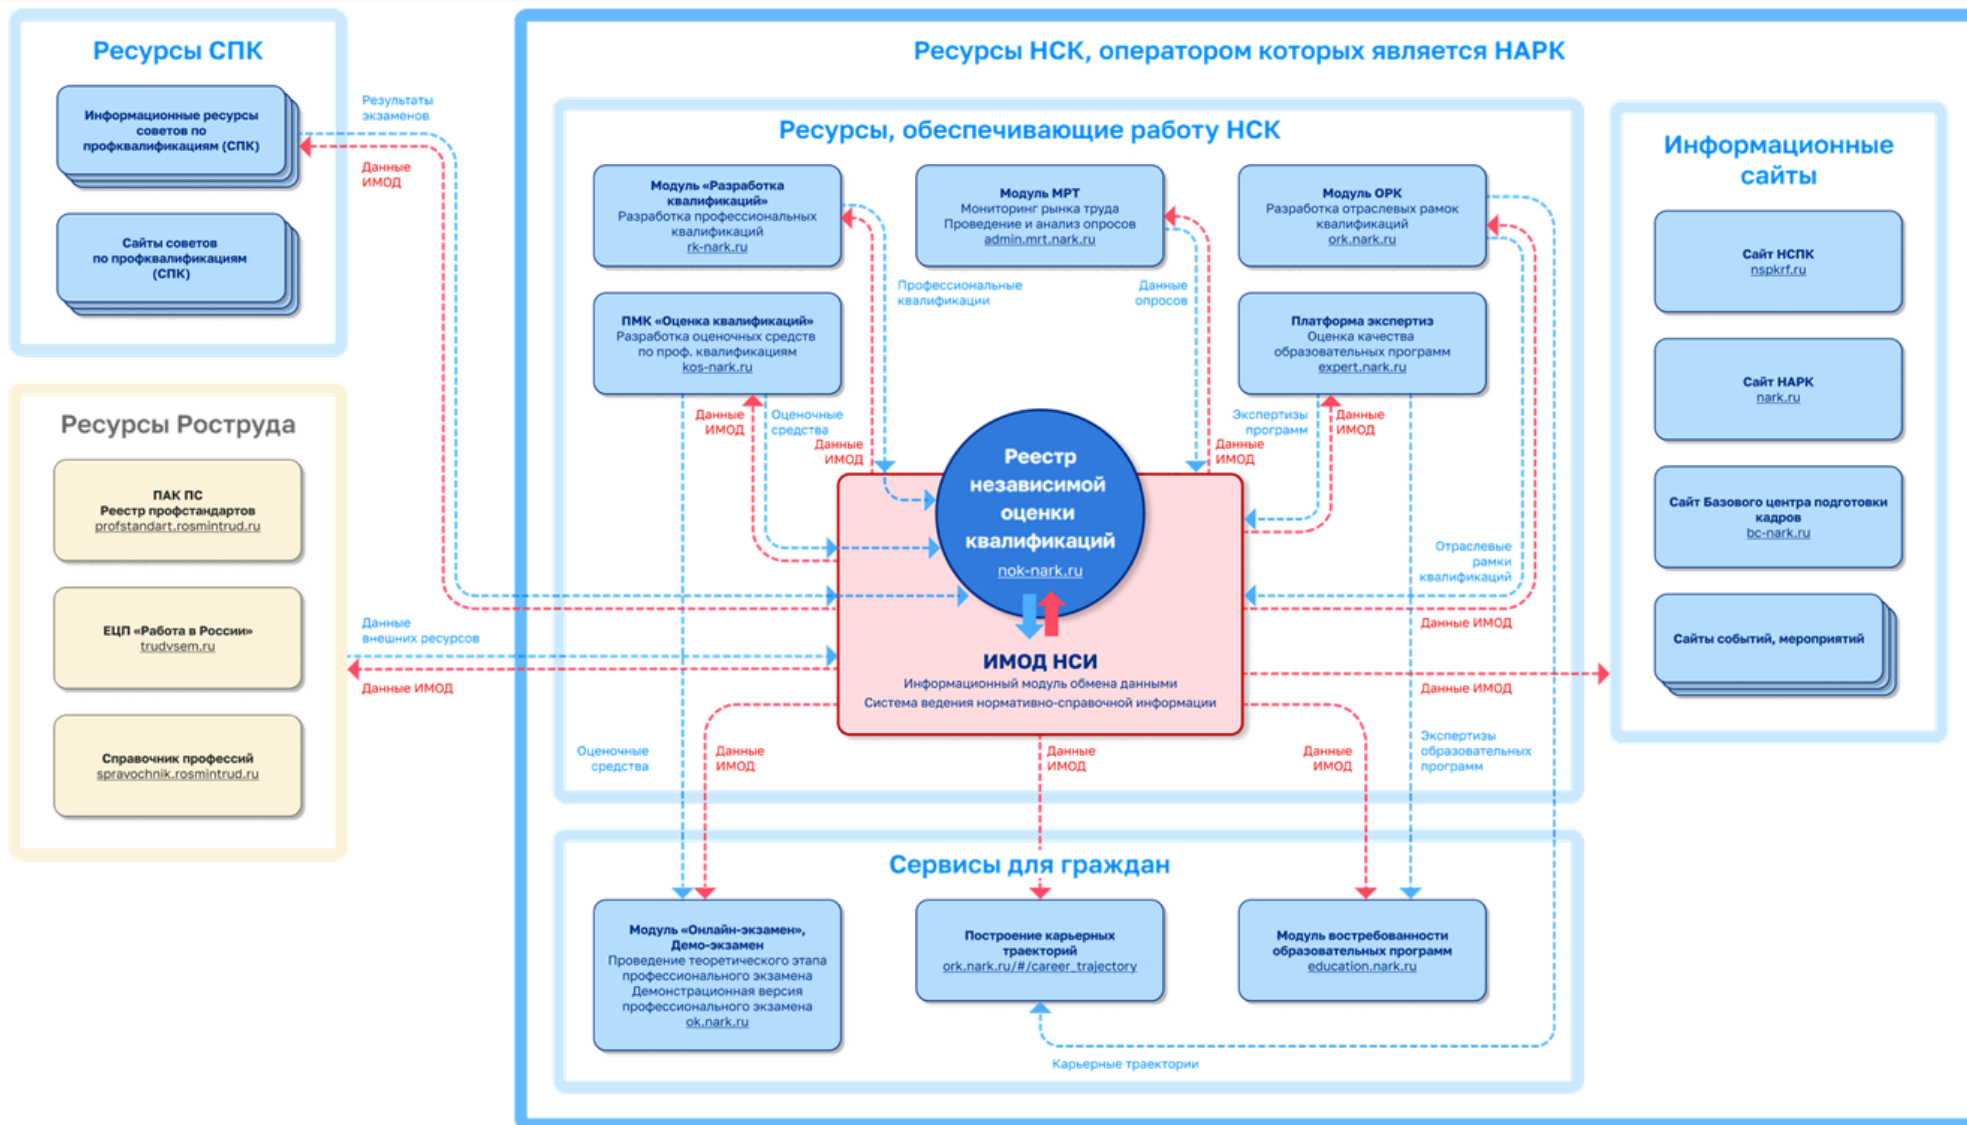 Ресурсы СПК
Информационные ресурсы
советов по
профквалификациям (СПК)
Сайты советов
по профквалификациям
(СПК)
Результаты
экзаменов
Данные
ИМОД
Ресурсы Роструда
ПАК ПС
Реестр профстандартов
profstandart.rosmintrud.ru
ЕЦП «Работа в России»
trudvsem.ru
Справочник профессий
spravochnik.rosmintrud.ru
Данные
внешних ресурсов
Данные ИМОД
Ресурсы НСК, оператором которых является НАРК
Ресурсы, обеспечивающие работу НСК
Модуль «Разработка
квалификаций»
Разработка профессиональных
квалификаций
rk-nark.ru
Модуль МРТ
Мониторинг рынка труда
Проведение и анализ опросов
admin.mrt.nark.ru
Модуль ОРК
Разработка отраслевых рамок
квалификаций
ork.nark.ru
Профессиональные
квалификации
Данные
опросов
ПМК «Оценка квалификаций»
Разработка оценочных средств
по проф. квалификациям
kos-nark.ru
Платформа экспертиз
Оценка качества
образовательных программ
expert.nark.ru
Данные
ИМОД
Оценочные
средства
Данные
ИМОД
Экспертизы
программ
Данные
ИМОД
Данные
ИМОД
Реестр
независимой
оценки
квалификаций
nok-nark.ru
ИМОД НСИ
Информационный модуль обмена данными
Система ведения нормативно-справочной информации
Отраслевые
рамки
квалификаций
Данные ИМОД
Данные ИМОД
Оценочные
средства
Данные
ИМОД
Данные
ИМОД
Данные
ИМОД
Экспертизы
образовательных
программ
Сервисы для граждан
Модуль «Онлайн-экзамен»,
Демо-экзамен
Проведение теоретического этапа
профессионального экзамена
Демонстрационная версия
профессионального экзамена
ok.nark.ru
Построение карьерных
траекторий
ork.nark.ru/#/career_trajectory
Модуль востребованности
образовательных программ
education.nark.ru
Карьерные траектории
Информационные
сайты
Сайт НСПК
nspkrf.ru
Сайт НАРК
nark.ru
Сайт Базового центра подготовки
кадров
bc-nark.ru
Сайты событий, мероприятий